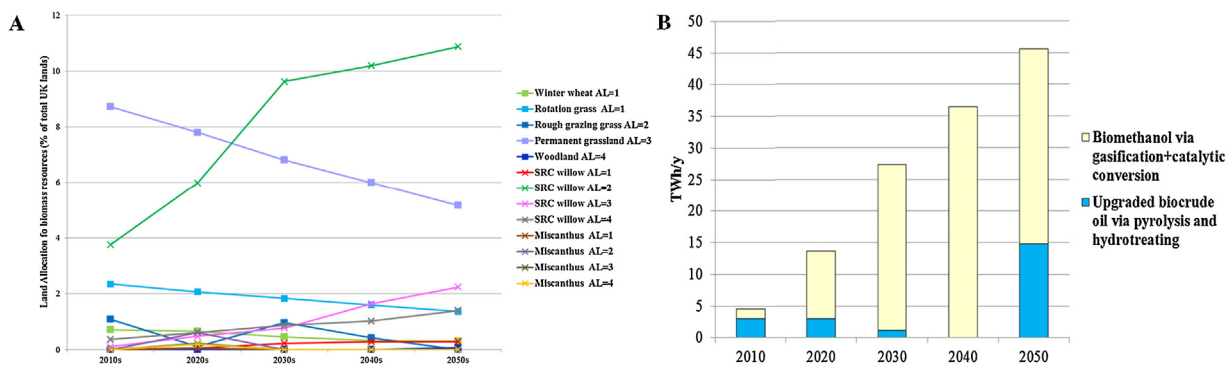 A
Land Allocation fo biomass resources (% of total UK lands)
12
10
8
6
4
2
0
2010s 2020s 2030s 2040s 2050s
Winter wheat AL=1
Rotation grass AL=1
Rough grazing grass AL=2
Permanent grassland AL=3
Woodland AL=4
SRC willow AL=1
SRC willow AL=2
SRC willow AL=3
SRC willow AL=4
Miscanthus AL=1
Miscanthus AL=2
Miscanthus AL=3
Miscanthus AL=4
B
TWh/y
50
45
40
35
30
25
20
15
10
5
0
2010 2020 2030 2040 2050
Biomethanol via
gasification+catalytic
conversion
Upgraded biocrude
oil via pyrolysis and
hydrotreating